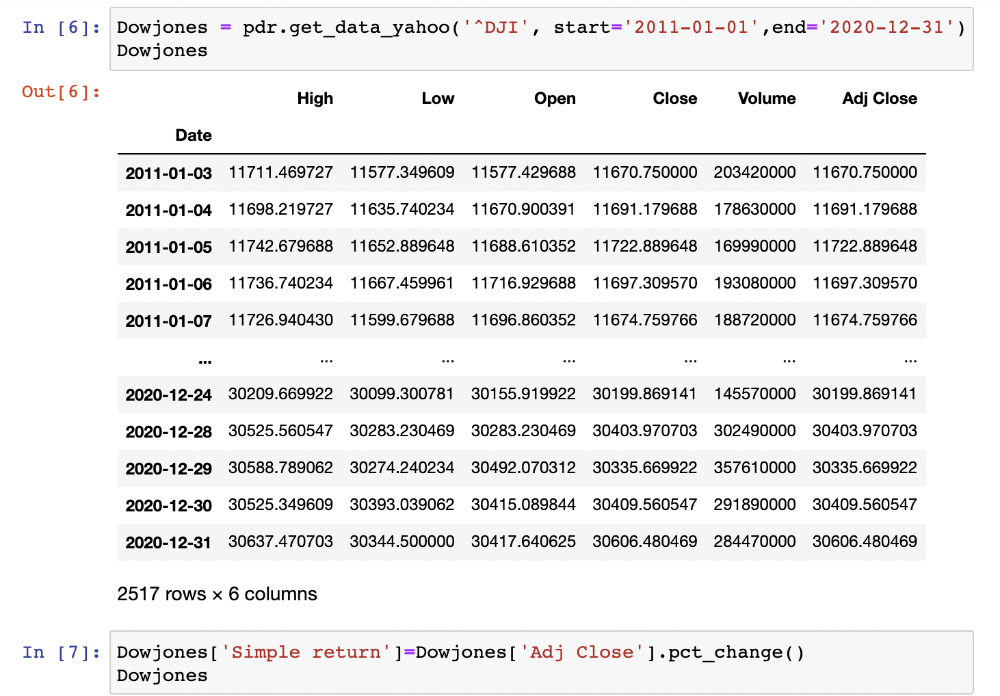 In [6]: Dowjones = pdr.get_data_yahoo('^DJI', start='2011-01-01',end='2020-12-31')
Dowjones
Out[6]: High Low Open Close Volume Adj Close
Date
2011-01-03 11711.469727 11577.349609 11577.429688 11670.750000 203420000 11670.750000
2011-01-04 11698.219727 11635.740234 11670.900391 11691.179688 178630000 11691.179688
2011-01-05 11742.679688 11652.889648 11688.610352 11722.889648 169990000 11722.889648
2011-01-06 11736.740234 11667.459961 11716.929688 11697.309570 193080000 11697.309570
2011-01-07 11726.940430 11599.679688 11696.860352 11674.759766 188720000 11674.759766
... ... ... ... ... ... ...
2020-12-24 30209.669922 30099.300781 30155.919922 30199.869141 145570000 30199.869141
2020-12-28 30525.560547 30283.230469 30283.230469 30403.970703 302490000 30403.970703
2020-12-29 30588.789062 30274.240234 30492.070312 30335.669922 357610000 30335.669922
2020-12-30 30525.349609 30393.039062 30415.089844 30409.560547 291890000 30409.560547
2020-12-31 30637.470703 30344.500000 30417.640625 30606.480469 284470000 30606.480469
2517 rows × 6 columns
In [7]: Dowjones['Simple return']=Dowjones['Adj Close'].pct_change()
Dowjones